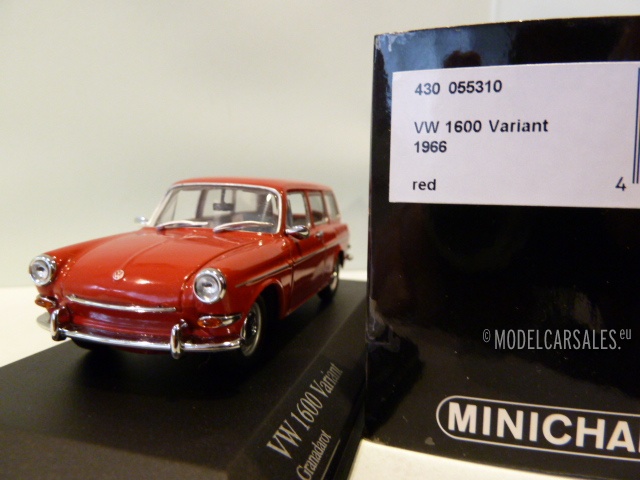 430 055310
VW 1600 Variant
1966
red
4
© MODELCARSALES.eu
MINICHA
VW 1600 Variant
Granadarot